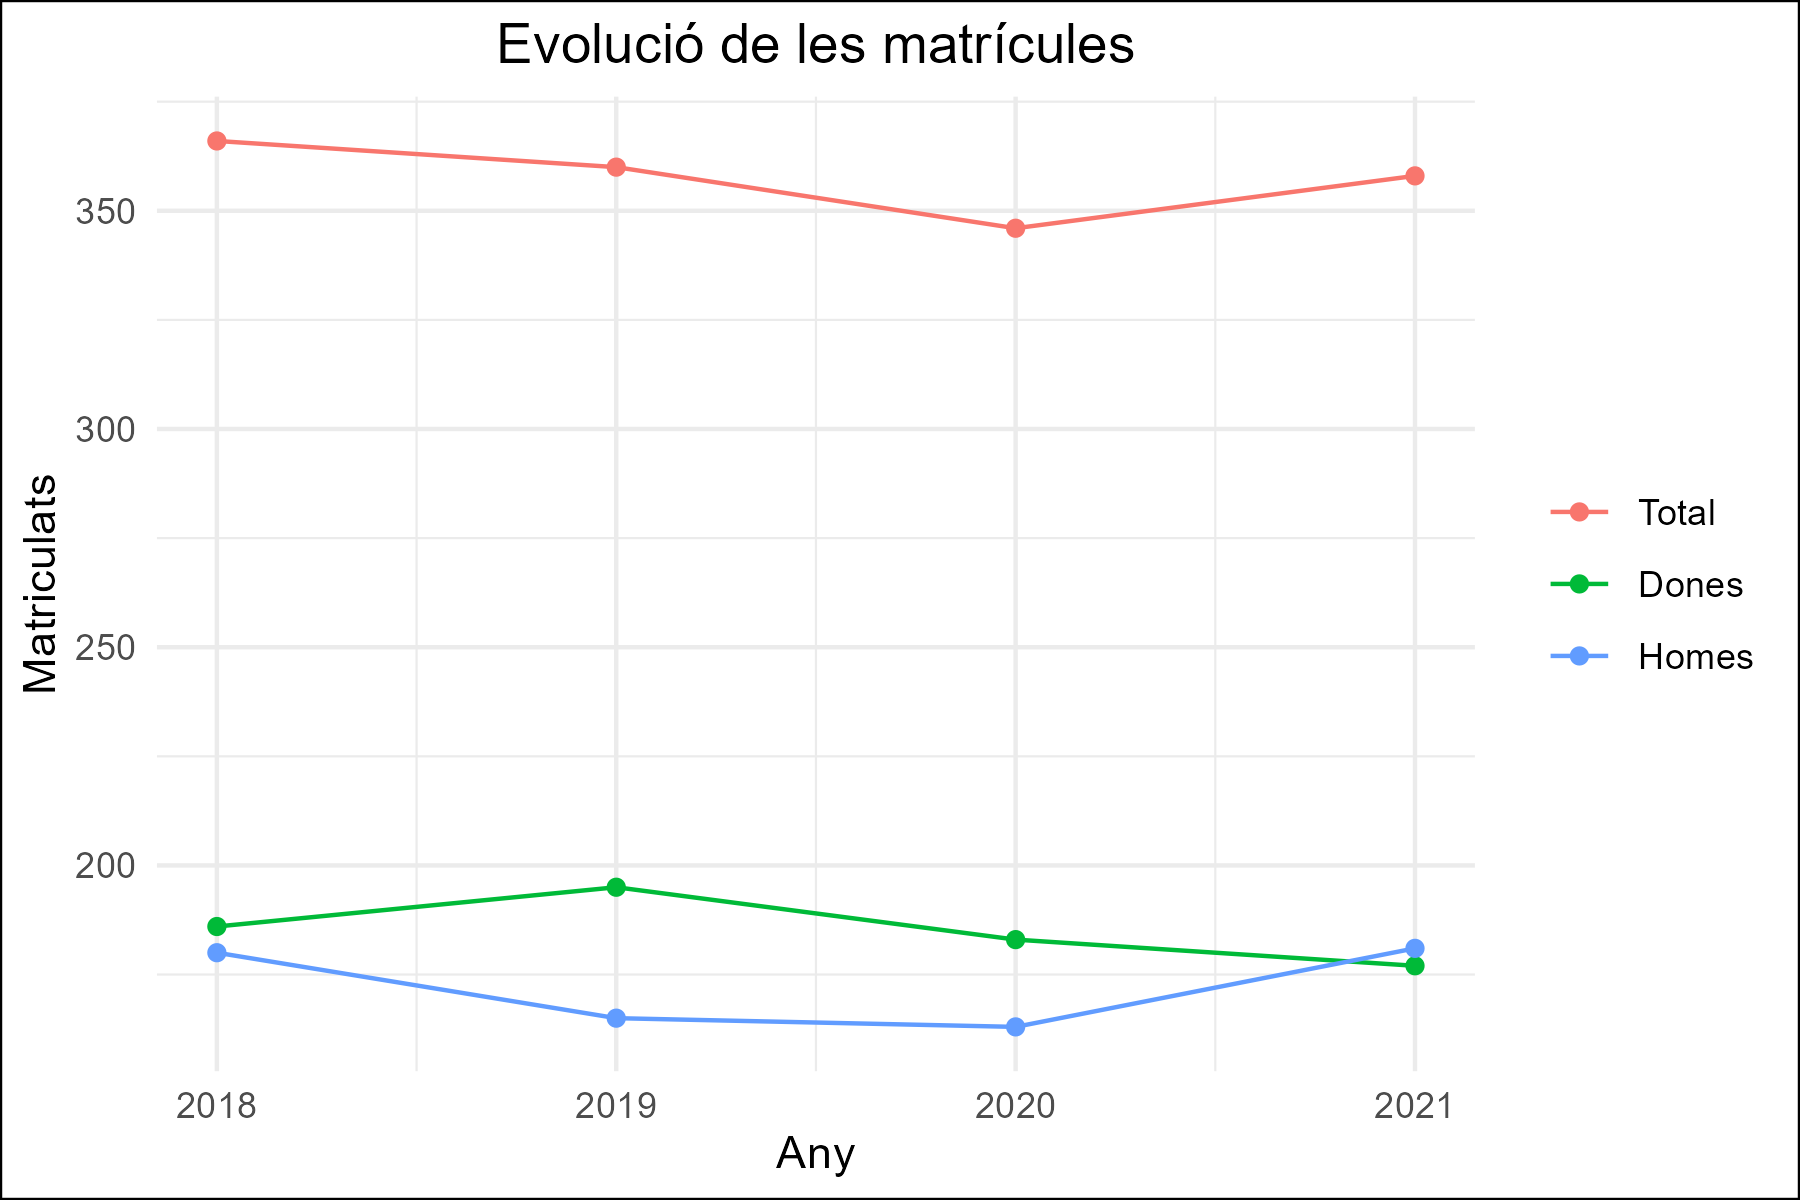 Evolució de les matrícules
Matriculats
350
300
250
200
2018 2019 2020 2021
Any
Total
Dones
Homes